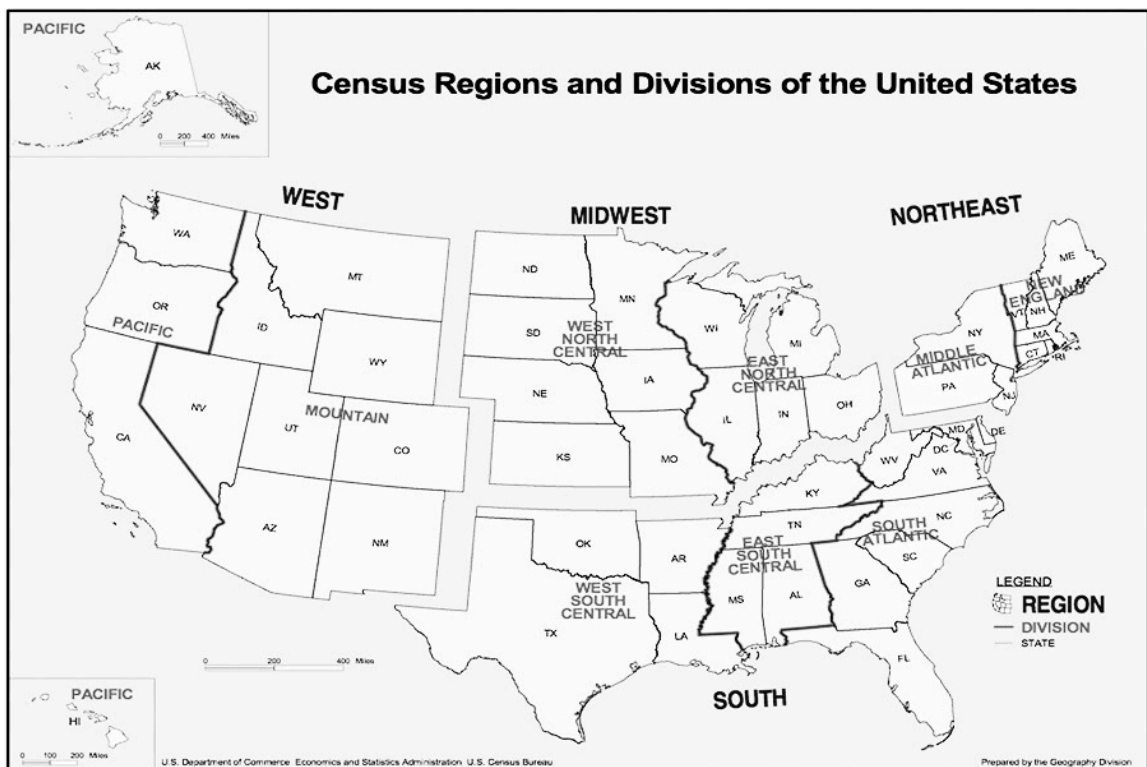 PACIFIC
AK
0 200 400 Miles
Census Regions and Divisions of the United States
WEST
MIDWEST
NORTHEAST
WA
MT
ND
MN
ME
OR
PACIFIC
ID
WY
SD
WEST
NORTH
CENTRAL
WI
MI
EAST
NORTH
CENTRAL
NY
NEW
ENGLAND
VT
NH
MA
CT
RI
MIDDLE
ATLANTIC
PA
NJ
NE
IA
NV
MOUNTAIN
UT
CO
CA
KS
MO
IL
IN
OH
MD
DE
DC
WV
VA
KY
AZ
NM
OK
AR
TN
NC
EAST
SOUTH
CENTRAL
SOUTH
ATLANTIC
SC
WEST
SOUTH
CENTRAL
TX
LA
MS
AL
GA
FL
LEGEND
REGION
DIVISION
STATE
0 200 400 Miles
SOUTH
PACIFIC
HI
0 100 200 Miles
U.S. Department of Commerce Economics and Statistics Administration U.S. Census Bureau
Prepared by the Geography Division